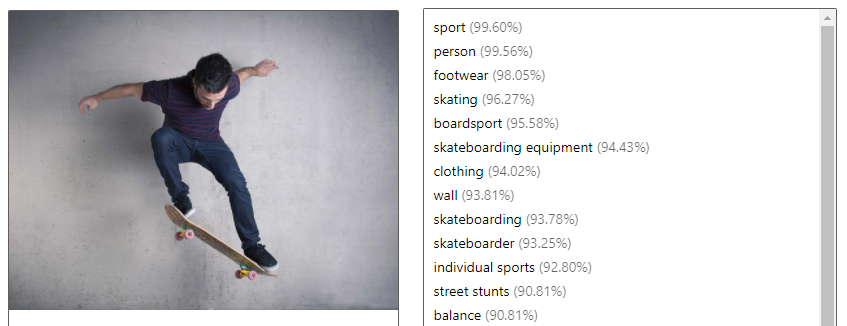 sport (99.60%)
person (99.56%)
footwear (98.05%)
skating (96.27%)
boardsport (95.58%)
skateboarding equipment (94.43%)
clothing (94.02%)
wall (93.81%)
skateboarding (93.78%)
skateboarder (93.25%)
individual sports (92.80%)
street stunts (90.81%)
balance (90.81%)